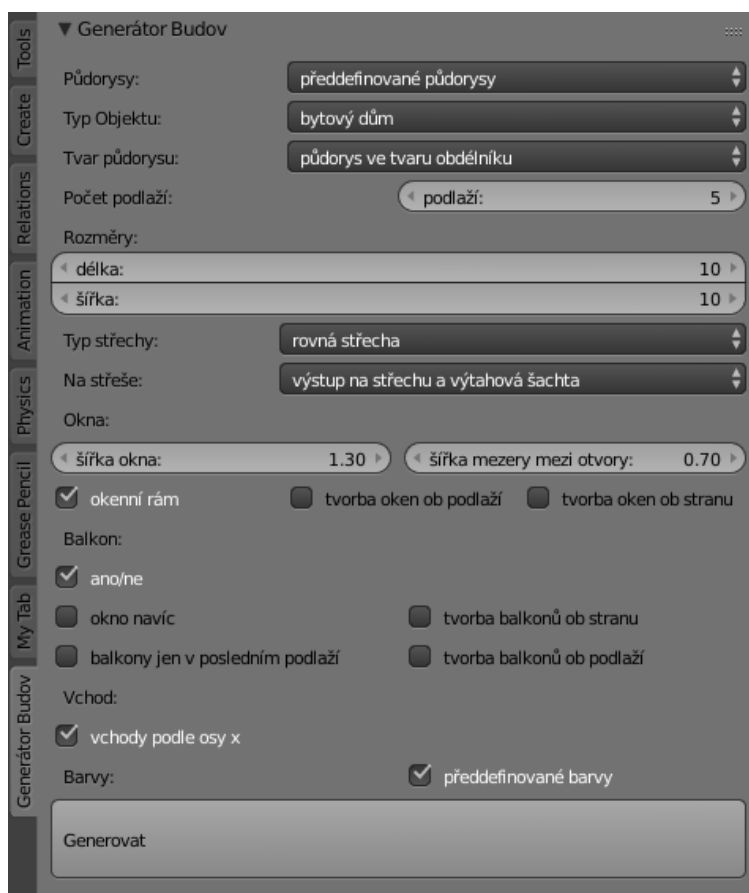 Tools
Create
Relations
Animation
Physics
Grease Pencil
My Tab
Generátor Budov
Generátor Budov
Půdorysy: předdefinované půdorysy
Typ Objektu: bytový dům
Tvar půdorysu: půdorys ve tvaru obdélníku
Počet podlaží: podlaží: 5
Rozměry:
délka: 10
šířka: 10
Typ střechy: rovná střecha
Na střeše: výstup na střechu a výtahová šachta
Okna:
šířka okna: 1.30 šířka mezery mezi otvory: 0.70
okenní rám tvorba oken ob podlaží tvorba oken ob stranu
Balkon:
ano/ne
okno navíc tvorba balkonů ob stranu
balkony jen v posledním podlaží tvorba balkonů ob podlaží
Vchod:
vchody podle osy x
Barvy: předdefinované barvy
Generovat